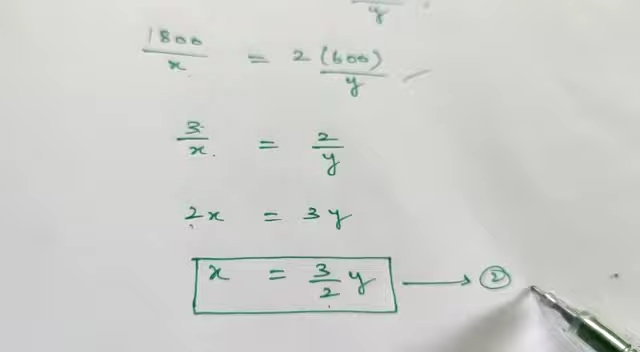 y
1800/x = 2 (600)/y
3/x = 2/y
2x = 3y
x = 3/2 y → ②